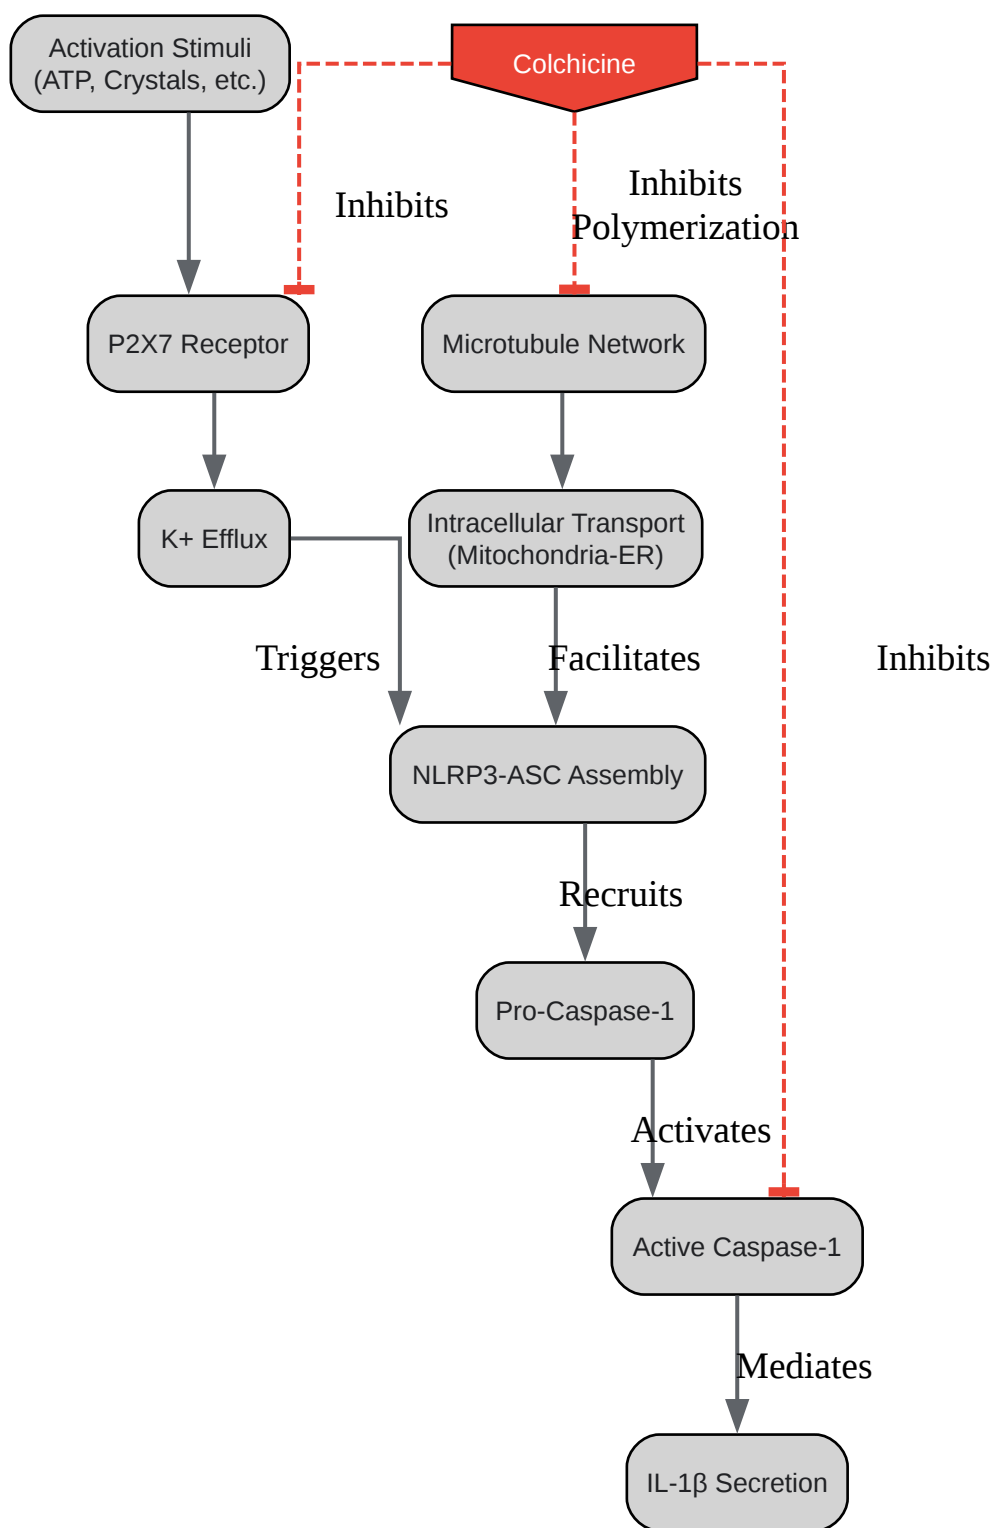 Activation Stimuli
(ATP, Crystals, etc.)
Colchicine
Inhibits
Inhibits
Polymerization
P2X7 Receptor
Microtubule Network
K+ Efflux
Intracellular Transport
(Mitochondria-ER)
Triggers
Facilitates
Inhibits
NLRP3-ASC Assembly
Recruits
Pro-Caspase-1
Activates
Active Caspase-1
Mediates
IL-1β Secretion